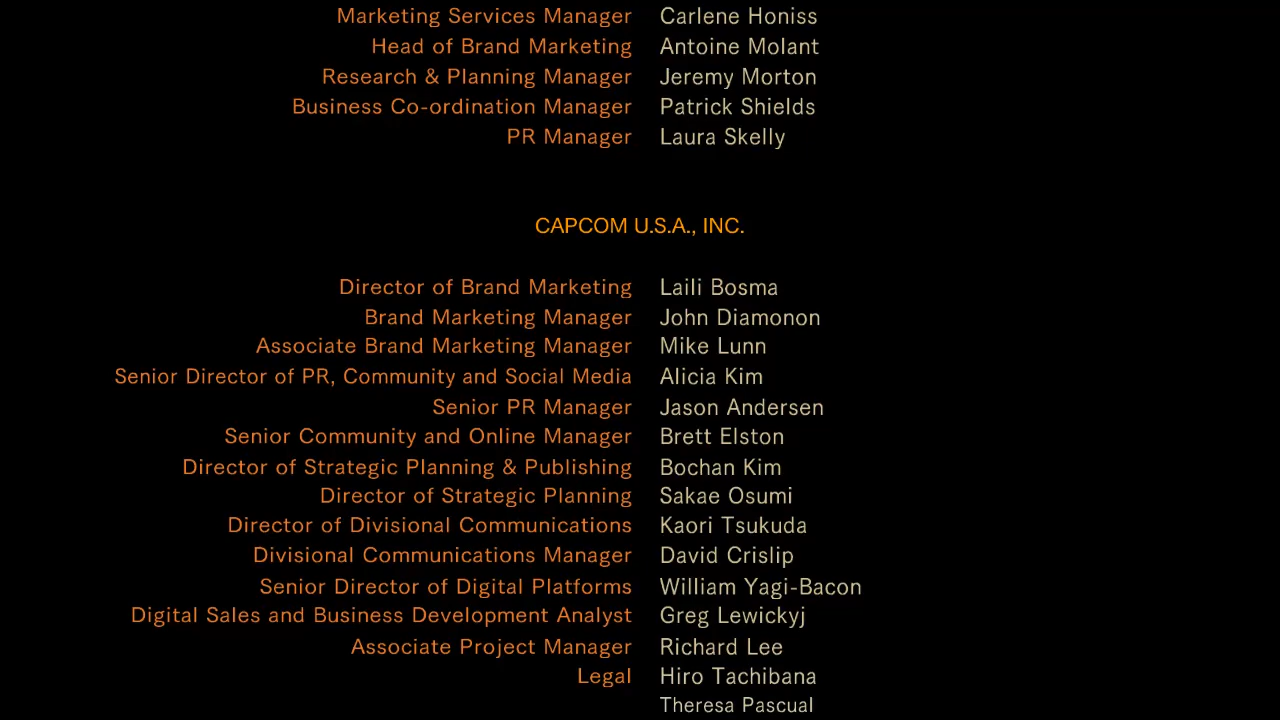 Marketing Services Manager Carlene Honiss
Head of Brand Marketing Antoine Molant
Research & Planning Manager Jeremy Morton
Business Co-ordination Manager Patrick Shields
PR Manager Laura Skelly
CAPCOM U.S.A., INC.
Director of Brand Marketing Laili Bosma
Brand Marketing Manager John Diamonon
Associate Brand Marketing Manager Mike Lunn
Senior Director of PR, Community and Social Media Alicia Kim
Senior PR Manager Jason Andersen
Senior Community and Online Manager Brett Elston
Director of Strategic Planning & Publishing Bochan Kim
Director of Strategic Planning Sakae Osumi
Director of Divisional Communications Kaori Tsukuda
Divisional Communications Manager David Crislip
Senior Director of Digital Platforms William Yagi-Bacon
Digital Sales and Business Development Analyst Greg Lewickyj
Associate Project Manager Richard Lee
Legal Hiro Tachibana
Theresa Pascual